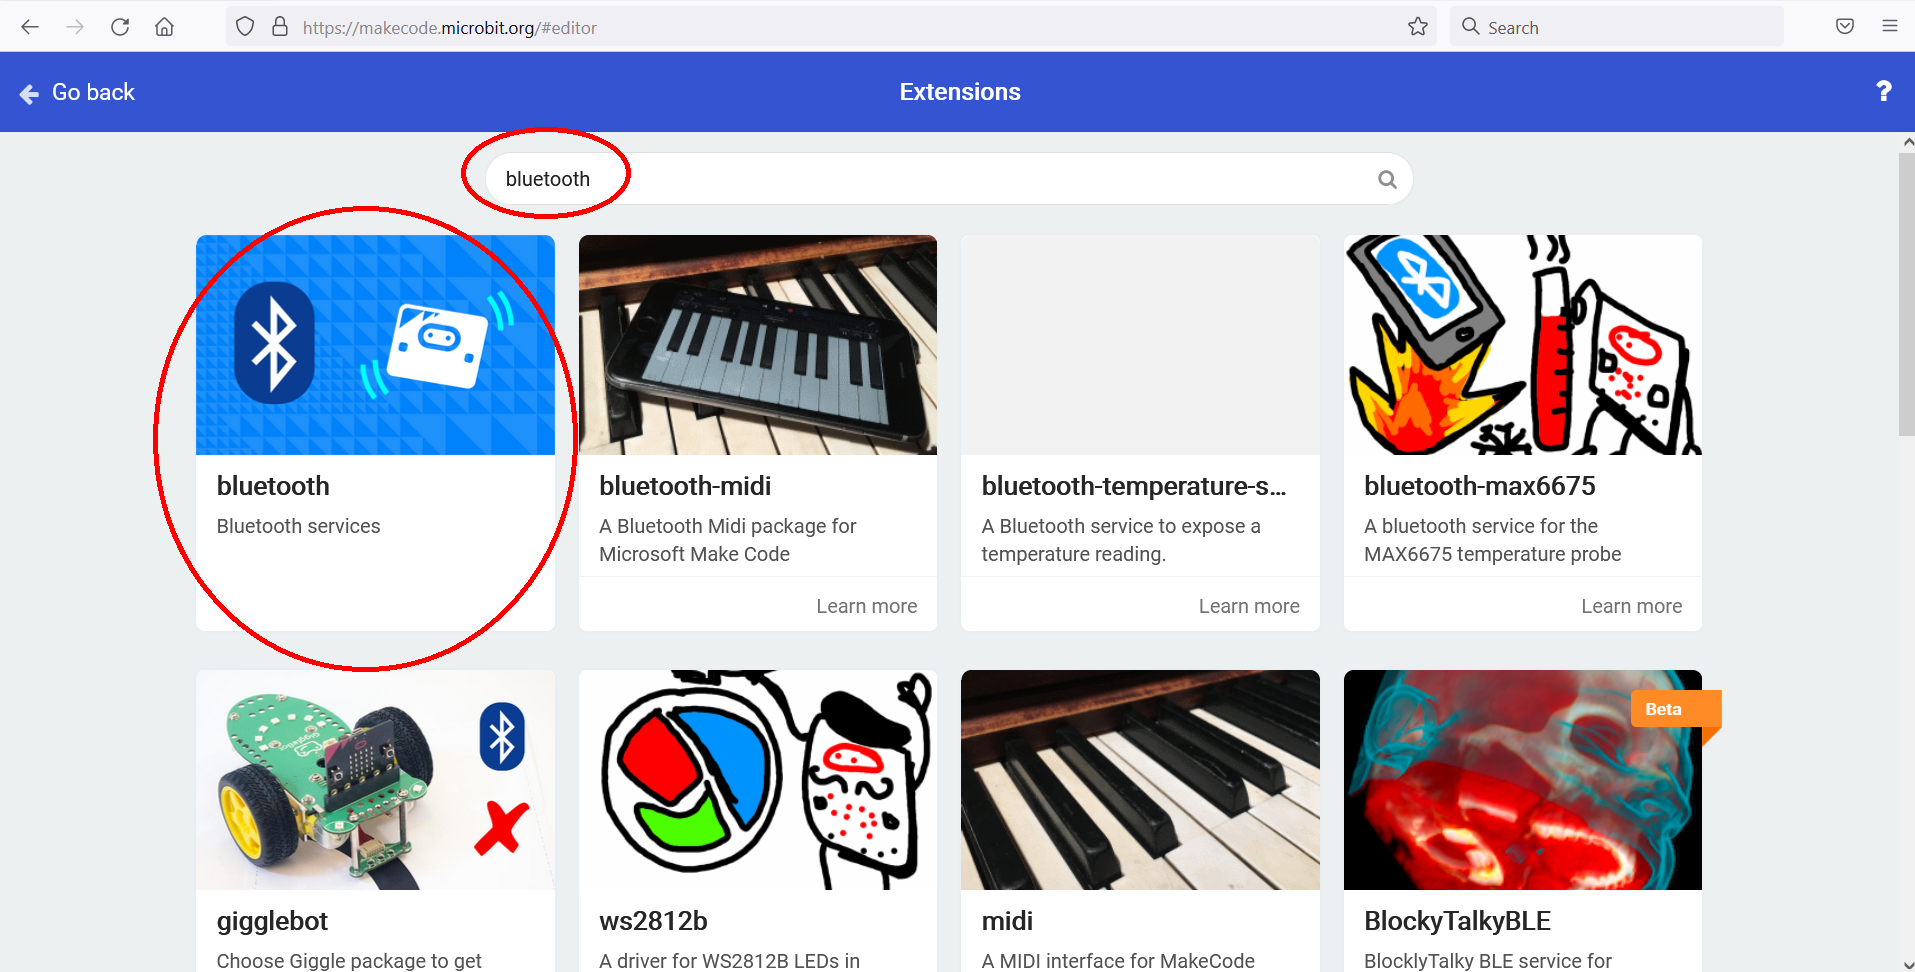 https://makecode.microbit.org/#editor
Search
Go back
Extensions
?
bluetooth
bluetooth
Bluetooth services
bluetooth-midi
A Bluetooth Midi package for
Microsoft Make Code
Learn more
bluetooth-temperature-s...
A Bluetooth service to expose a
temperature reading.
Learn more
bluetooth-max6675
A bluetooth service for the
MAX6675 temperature probe
Learn more
Beta
gigglebot
Choose Giggle package to get
ws2812b
A driver for WS2812B LEDs in
midi
A MIDI interface for MakeCode
BlockyTalkyBLE
BlocklyTalky BLE service for